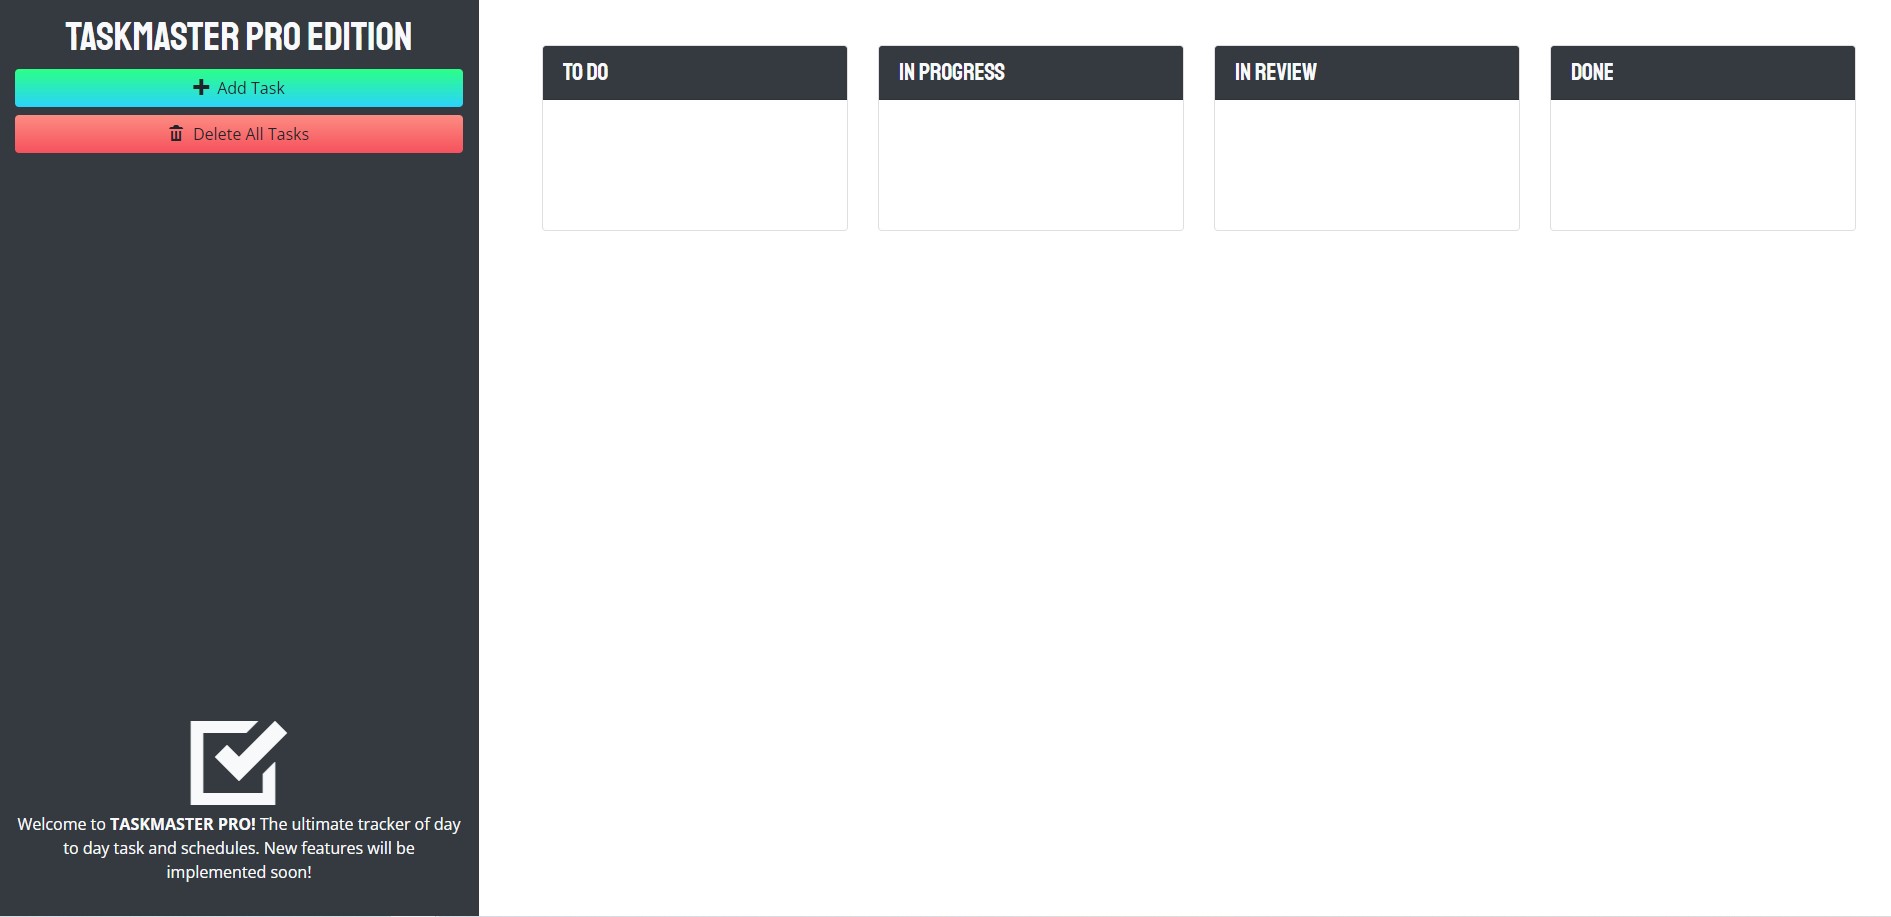 TASKMASTER PRO EDITION
Add Task
Delete All Tasks
TO DO
IN PROGRESS
IN REVIEW
DONE
Welcome to TASKMASTER PRO! The ultimate tracker of day
to day task and schedules. New features will be
implemented soon!